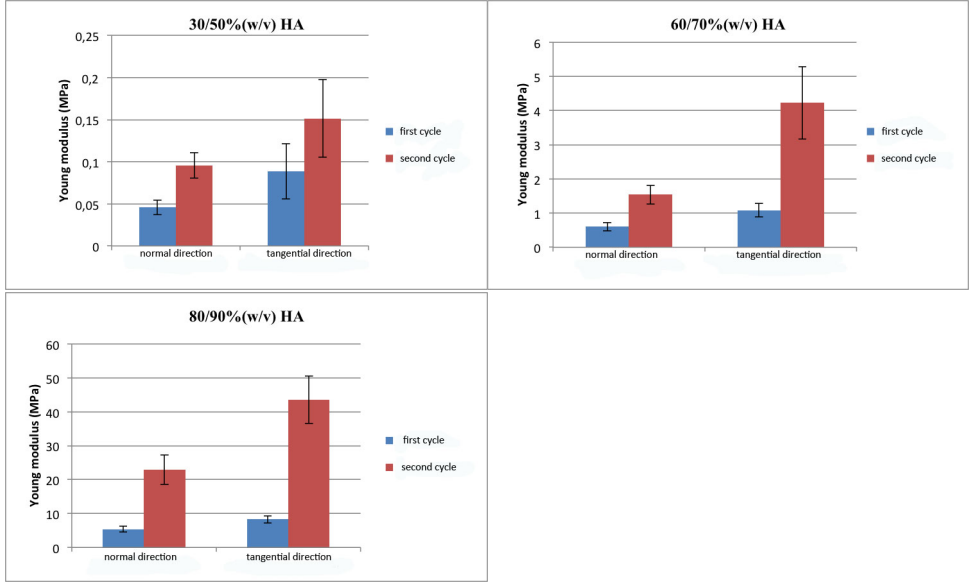 30/50%(w/v) HA
Young modulus (MPa)
0,25
0,2
0,15
0,1
0,05
0
normal direction
tangential direction
first cycle
second cycle
60/70%(w/v) HA
Young modulus (MPa)
6
5
4
3
2
1
0
normal direction
tangential direction
first cycle
second cycle
80/90%(w/v) HA
Young modulus (MPa)
60
50
40
30
20
10
0
normal direction
tangential direction
first cycle
second cycle